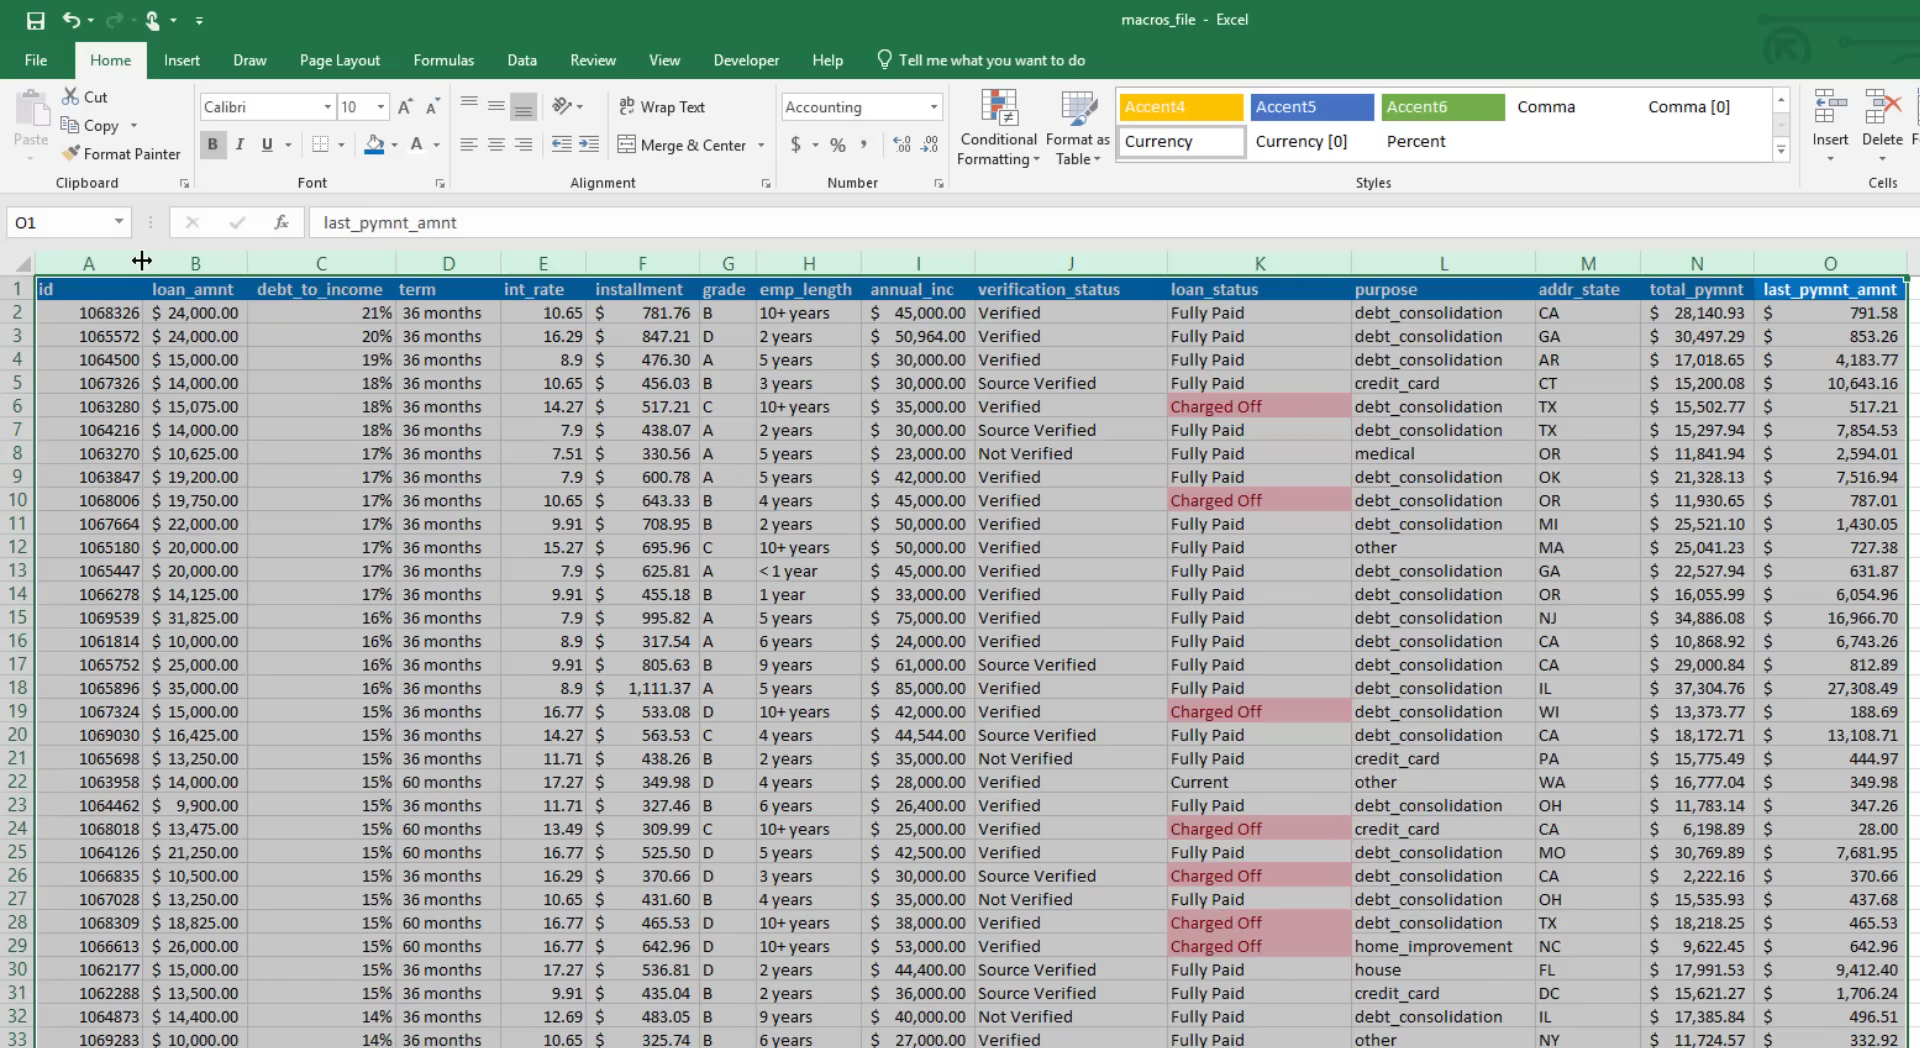 macros_file - Excel
File Home Insert Draw Page Layout Formulas Data Review View Developer Help Tell me what you want to do
Paste
Cut
Copy
Format Painter
Clipboard
Calibri 10
B I U
Font
Wrap Text
Merge & Center
Alignment
Accounting
$ % ,
Number
Conditional Formatting
Format as Table
Accent4 Accent5 Accent6 Comma Comma [0]
Currency Currency [0] Percent
Styles
Insert Delete
Cells
O1 fx last_pymnt_amnt
A B C D E F G H I J K L M N O
1 id loan_amnt debt_to_income term int_rate installment grade emp_length annual_inc verification_status loan_status purpose addr_state total_pymnt last_pymnt_amnt
2 1068326 $ 24,000.00 21% 36 months 10.65 $ 781.76 B 10+ years $ 45,000.00 Verified Fully Paid debt_consolidation CA $ 28,140.93 $ 791.58
3 1065572 $ 24,000.00 20% 36 months 16.29 $ 847.21 D 2 years $ 50,964.00 Verified Fully Paid debt_consolidation GA $ 30,497.29 $ 853.26
4 1064500 $ 15,000.00 19% 36 months 8.9 $ 476.30 A 5 years $ 30,000.00 Verified Fully Paid debt_consolidation AR $ 17,018.65 $ 4,183.77
5 1067326 $ 14,000.00 18% 36 months 10.65 $ 456.03 B 3 years $ 30,000.00 Source Verified Fully Paid credit_card CT $ 15,200.08 $ 10,643.16
6 1063280 $ 15,075.00 18% 36 months 14.27 $ 517.21 C 10+ years $ 35,000.00 Verified Charged Off debt_consolidation TX $ 15,502.77 $ 517.21
7 1064216 $ 14,000.00 18% 36 months 7.9 $ 438.07 A 2 years $ 30,000.00 Source Verified Fully Paid debt_consolidation TX $ 15,297.94 $ 7,854.53
8 1063270 $ 10,625.00 17% 36 months 7.51 $ 330.56 A 5 years $ 23,000.00 Not Verified Fully Paid medical OR $ 11,841.94 $ 2,594.01
9 1063847 $ 19,200.00 17% 36 months 7.9 $ 600.78 A 5 years $ 42,000.00 Verified Fully Paid debt_consolidation OK $ 21,328.13 $ 7,516.94
10 1068006 $ 19,750.00 17% 36 months 10.65 $ 643.33 B 4 years $ 45,000.00 Verified Charged Off debt_consolidation OR $ 11,930.65 $ 787.01
11 1067664 $ 22,000.00 17% 36 months 9.91 $ 708.95 B 2 years $ 50,000.00 Verified Fully Paid debt_consolidation MI $ 25,521.10 $ 1,430.05
12 1065180 $ 20,000.00 17% 36 months 15.27 $ 695.96 C 10+ years $ 50,000.00 Verified Fully Paid other MA $ 25,041.23 $ 727.38
13 1065447 $ 20,000.00 17% 36 months 7.9 $ 625.81 A < 1 year $ 45,000.00 Verified Fully Paid debt_consolidation GA $ 22,527.94 $ 631.87
14 1066278 $ 14,125.00 17% 36 months 9.91 $ 455.18 B 1 year $ 33,000.00 Verified Fully Paid debt_consolidation OR $ 16,055.99 $ 6,054.96
15 1069539 $ 31,825.00 16% 36 months 7.9 $ 995.82 A 5 years $ 75,000.00 Verified Fully Paid debt_consolidation NJ $ 34,886.08 $ 16,966.70
16 1061814 $ 10,000.00 16% 36 months 8.9 $ 317.54 A 6 years $ 24,000.00 Verified Fully Paid debt_consolidation CA $ 10,868.92 $ 6,743.26
17 1065752 $ 25,000.00 16% 36 months 9.91 $ 805.63 B 9 years $ 61,000.00 Source Verified Fully Paid debt_consolidation CA $ 29,000.84 $ 812.89
18 1065896 $ 35,000.00 16% 36 months 8.9 $ 1,111.37 A 5 years $ 85,000.00 Verified Fully Paid debt_consolidation IL $ 37,304.76 $ 27,308.49
19 1067324 $ 15,000.00 15% 36 months 16.77 $ 533.08 D 10+ years $ 42,000.00 Verified Charged Off debt_consolidation WI $ 13,373.77 $ 188.69
20 1069030 $ 16,425.00 15% 36 months 14.27 $ 563.53 C 4 years $ 44,544.00 Source Verified Fully Paid debt_consolidation CA $ 18,172.71 $ 13,108.71
21 1065698 $ 13,250.00 15% 36 months 11.71 $ 438.26 B 2 years $ 35,000.00 Not Verified Fully Paid credit_card PA $ 15,775.49 $ 444.97
22 1063958 $ 14,000.00 15% 60 months 17.27 $ 349.98 D 4 years $ 28,000.00 Verified Current other WA $ 16,777.04 $ 349.98
23 1064462 $ 9,900.00 15% 36 months 11.71 $ 327.46 B 6 years $ 26,400.00 Verified Fully Paid debt_consolidation OH $ 11,783.14 $ 347.26
24 1068018 $ 13,475.00 15% 60 months 13.49 $ 309.99 C 10+ years $ 25,000.00 Verified Charged Off credit_card CA $ 6,198.89 $ 28.00
25 1064126 $ 21,250.00 15% 60 months 16.77 $ 525.50 D 5 years $ 42,500.00 Verified Fully Paid debt_consolidation MO $ 30,769.89 $ 7,681.95
26 1066835 $ 10,500.00 15% 36 months 16.29 $ 370.66 D 3 years $ 30,000.00 Source Verified Charged Off debt_consolidation CA $ 2,222.16 $ 370.66
27 1067028 $ 13,250.00 15% 36 months 10.65 $ 431.60 B 4 years $ 35,000.00 Not Verified Fully Paid debt_consolidation OH $ 15,535.93 $ 437.68
28 1068309 $ 18,825.00 15% 60 months 16.77 $ 465.53 D 10+ years $ 38,000.00 Verified Charged Off debt_consolidation TX $ 18,218.25 $ 465.53
29 1066613 $ 26,000.00 15% 60 months 16.77 $ 642.96 D 10+ years $ 53,000.00 Verified Charged Off home_improvement NC $ 9,622.45 $ 642.96
30 1062177 $ 15,000.00 15% 36 months 17.27 $ 536.81 D 2 years $ 44,400.00 Source Verified Fully Paid house FL $ 17,991.53 $ 9,412.40
31 1062288 $ 13,500.00 15% 36 months 9.91 $ 435.04 B 2 years $ 36,000.00 Source Verified Fully Paid credit_card DC $ 15,621.27 $ 1,706.24
32 1064873 $ 14,400.00 14% 36 months 12.69 $ 483.05 B 9 years $ 40,000.00 Not Verified Fully Paid debt_consolidation IL $ 17,385.84 $ 496.51
33 1069283 $ 10,000.00 14% 36 months 10.65 $ 325.74 B 6 years $ 27,000.00 Verified Fully Paid other NY $ 11,724.57 $ 332.92